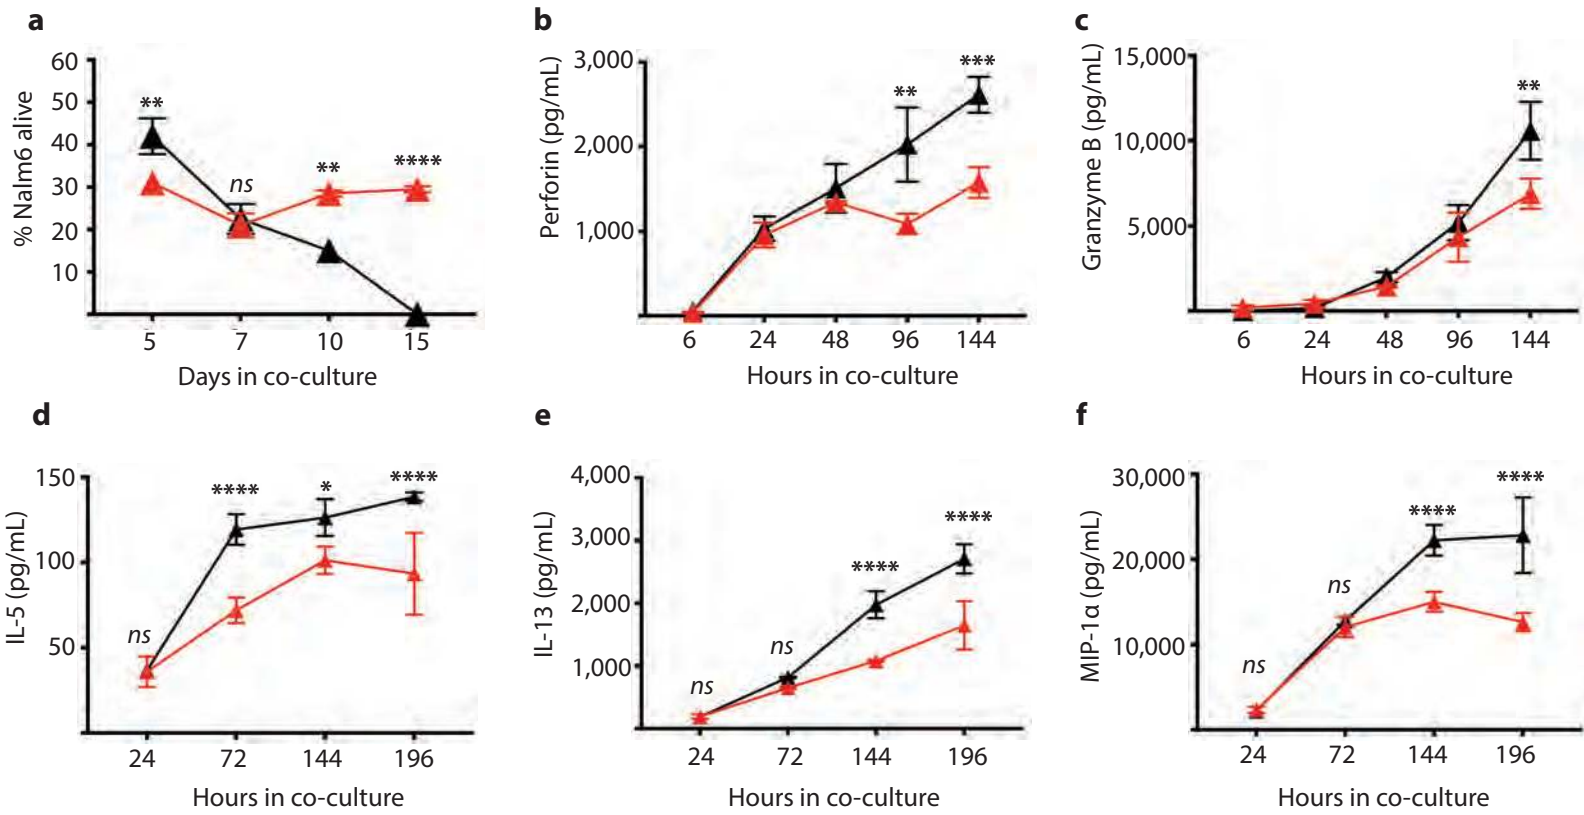 a
60
50
40
30
20
10
% Nalm6 alive
**
ns
**
****
5 7 10 15
Days in co-culture
b
3,000
2,000
1,000
Perforin (pg/mL)
**
***
6 24 48 96 144
Hours in co-culture
c
15,000
10,000
5,000
Granzyme B (pg/mL)
**
6 24 48 96 144
Hours in co-culture
d
150
100
50
IL-5 (pg/mL)
ns
****
*
****
24 72 144 196
Hours in co-culture
e
4,000
3,000
2,000
1,000
IL-13 (pg/mL)
ns
ns
****
****
24 72 144 196
Hours in co-culture
f
30,000
20,000
10,000
MIP-1α (pg/mL)
ns
ns
****
****
24 72 144 196
Hours in co-culture